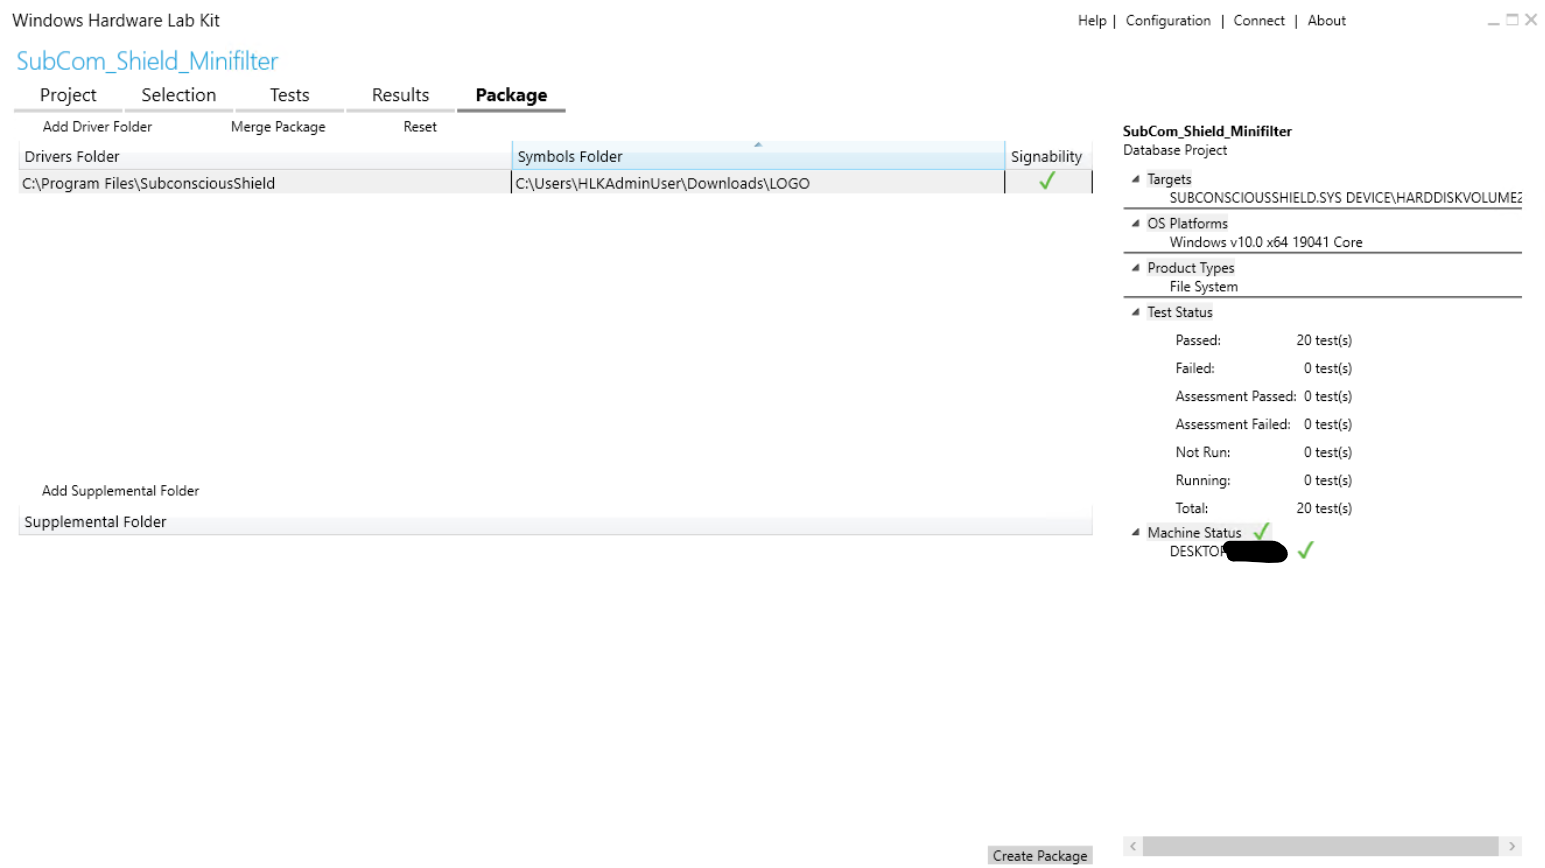 Windows Hardware Lab Kit
Help | Configuration | Connect | About
SubCom_Shield_Minifilter
Project Selection Tests Results Package
Add Driver Folder Merge Package Reset
Drivers Folder Symbols Folder Signability
C:\Program Files\SubconsciousShield C:\Users\HLKAdminUser\Downloads\LOGO
Add Supplemental Folder
Supplemental Folder
Create Package
SubCom_Shield_Minifilter
Database Project
Targets
SUBCONSCIOUSSHIELD.SYS DEVICE\HARDDISKVOLUME2
OS Platforms
Windows v10.0 x64 19041 Core
Product Types
File System
Test Status
Passed: 20 test(s)
Failed: 0 test(s)
Assessment Passed: 0 test(s)
Assessment Failed: 0 test(s)
Not Run: 0 test(s)
Running: 0 test(s)
Total: 20 test(s)
Machine Status
DESKTOP